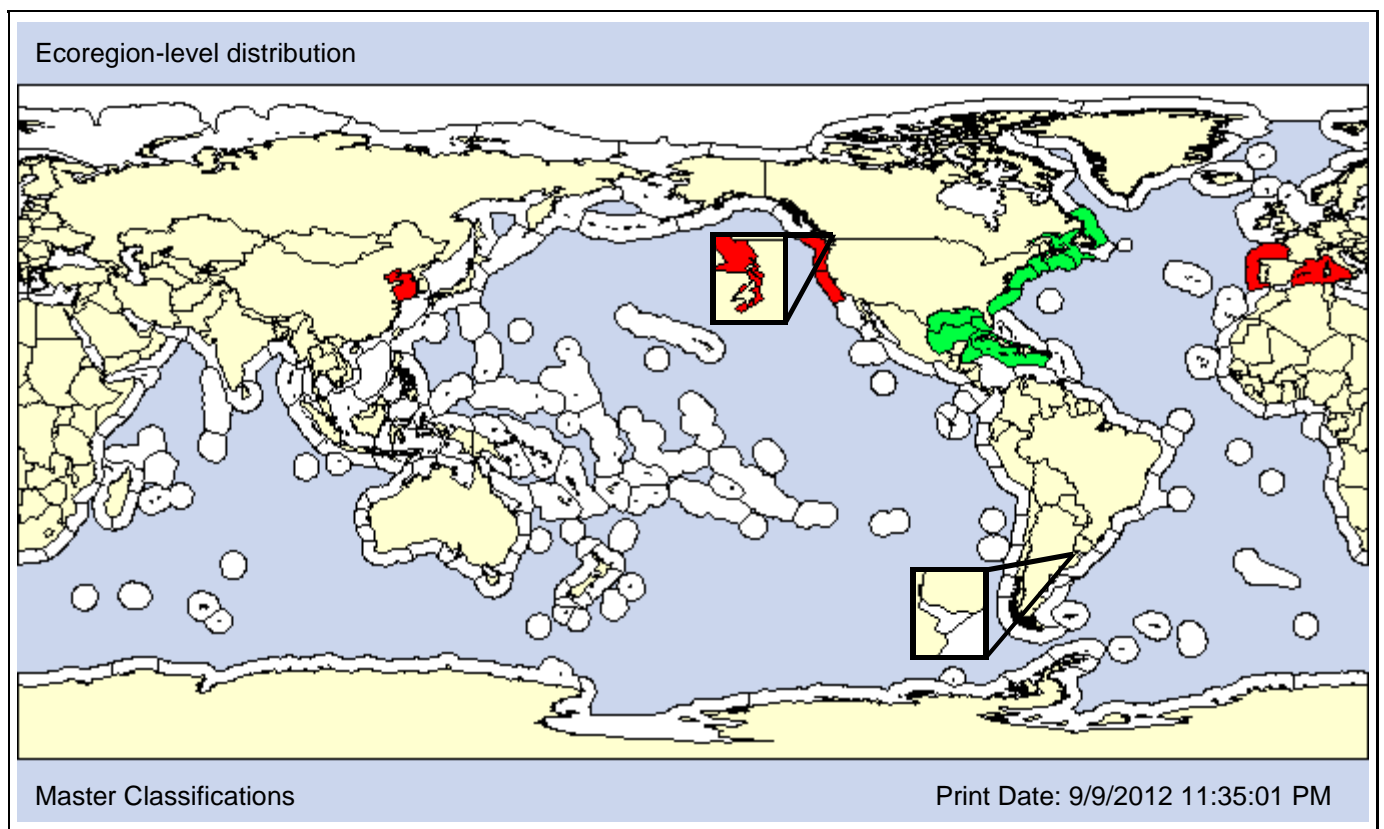 Ecoregion-level distribution
Master Classifications
Print Date: 9/9/2012 11:35:01 PM